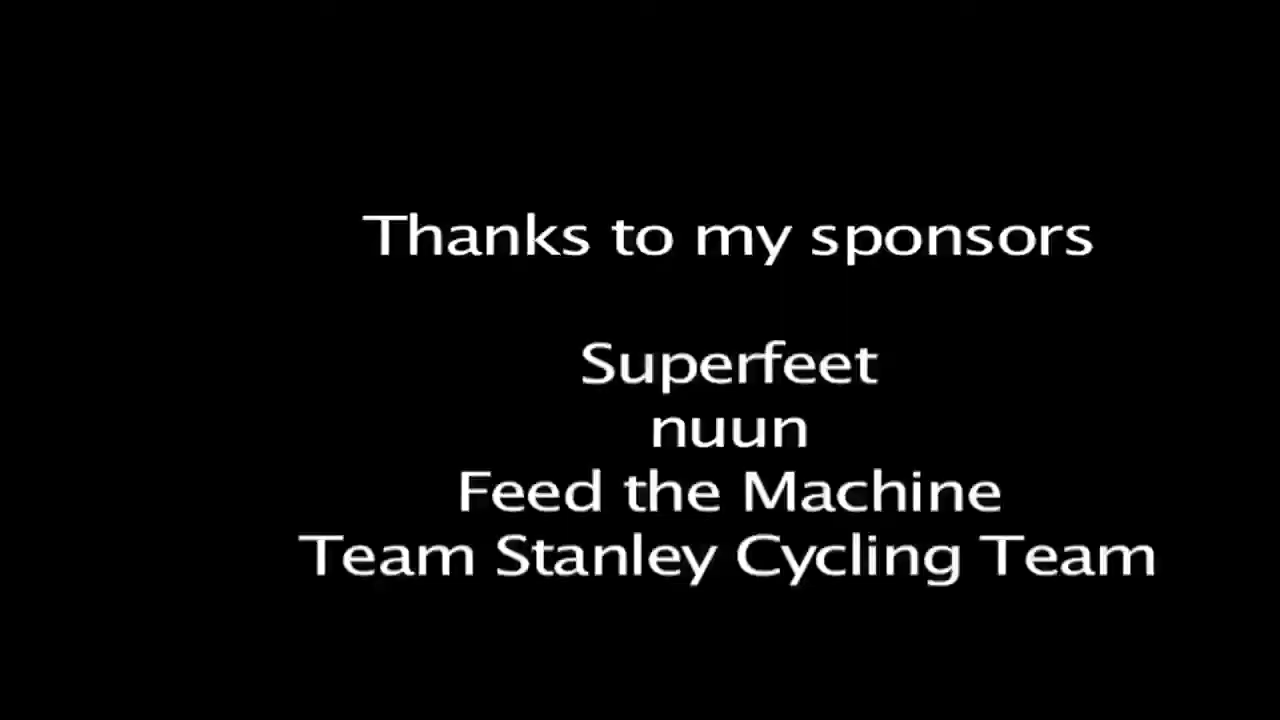 Thanks to my sponsors
Superfeet
nuun
Feed the Machine
Team Stanley Cycling Team